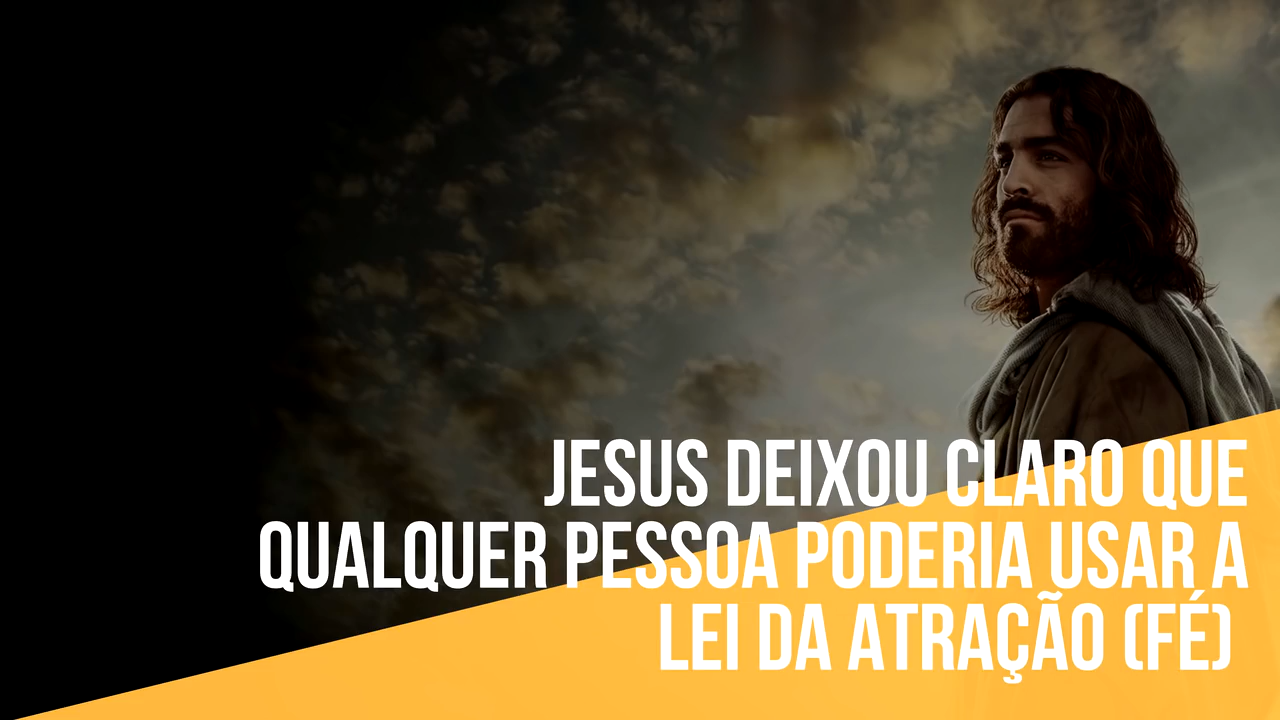 JESUS DEIXOU CLARO QUE
QUALQUER PESSOA PODERIA USAR A
LEI DA ATRAÇÃO (FÉ)